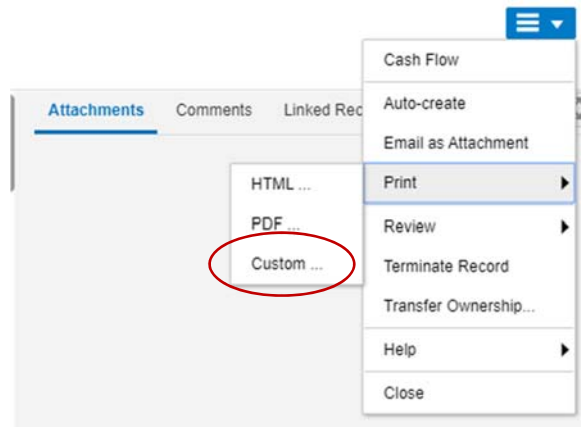 Cash Flow
Attachments Comments Linked Rec
Auto-create
Email as Attachment
HTML ... Print
PDF ... Review
Custom ... Terminate Record
Transfer Ownership...
Help
Close